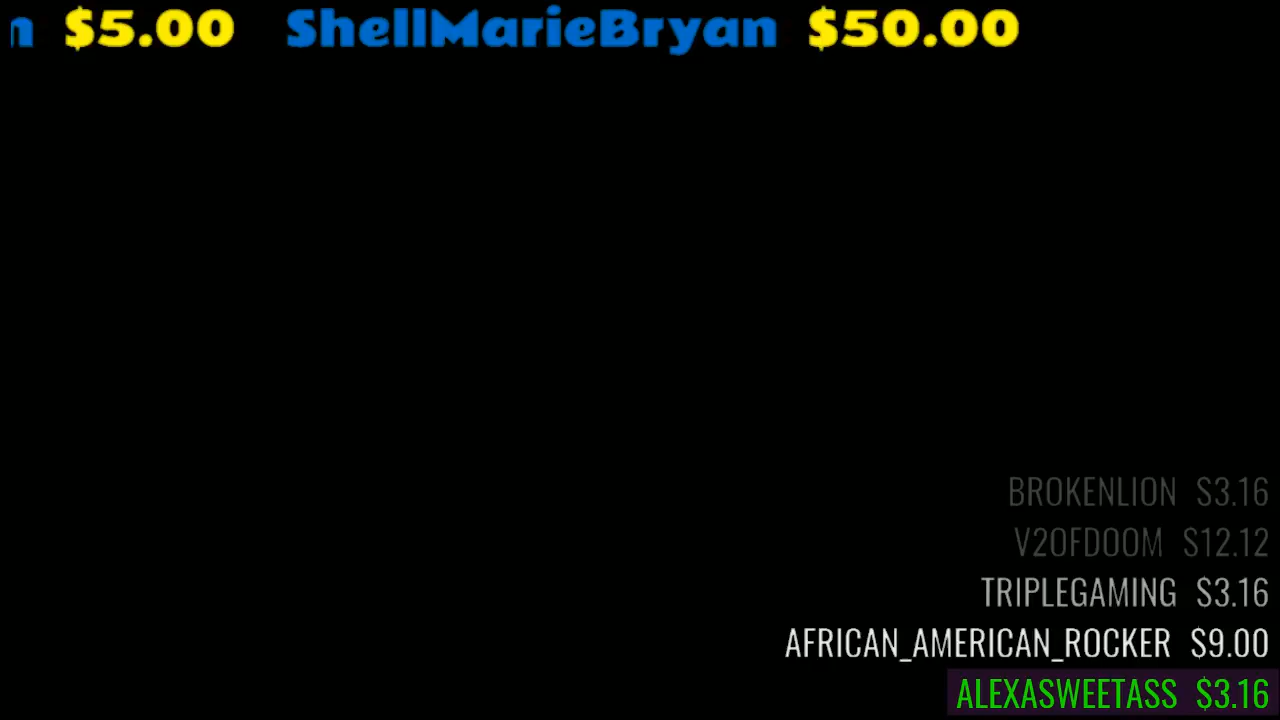 n $5.00 ShellMarieBryan $50.00
BROKENLION $3.16
V2OFDOOM $12.12
TRIPLEGAMING $3.16
AFRICAN_AMERICAN_ROCKER $9.00
ALEXASWEETASS $3.16